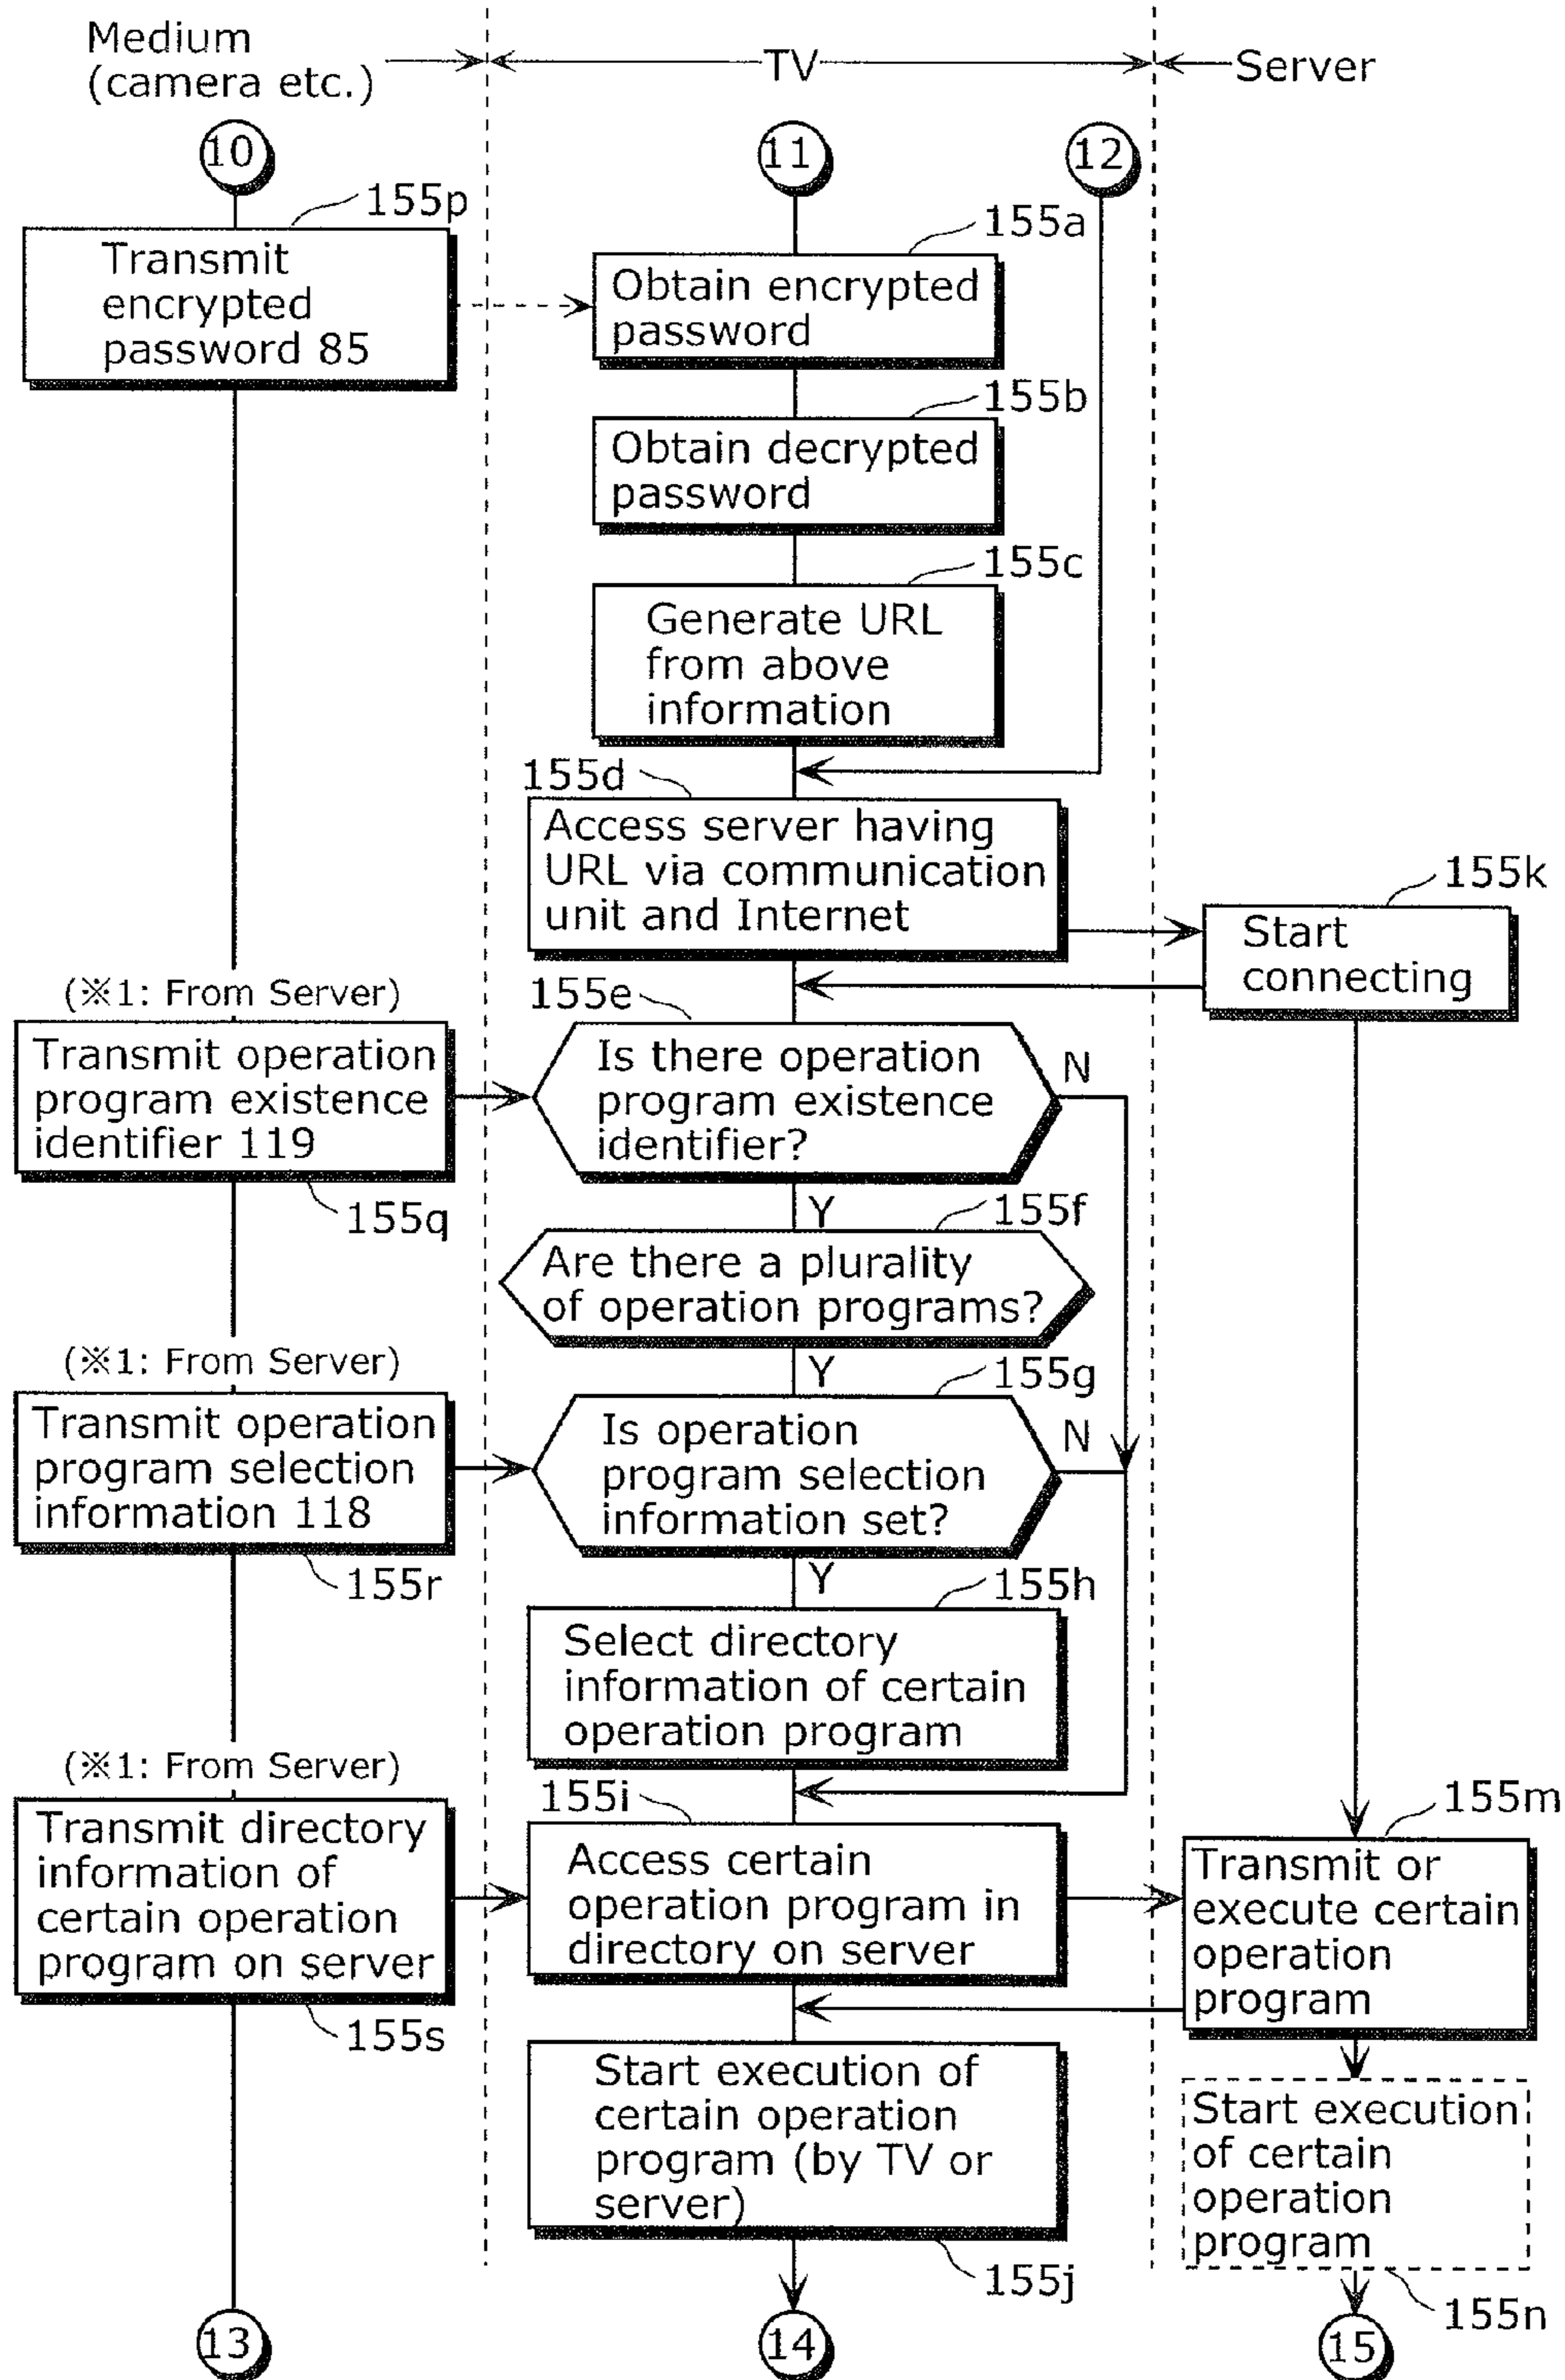 Medium
(camera etc.)
TV
Server
10
11
12
155p
Transmit
encrypted
password 85
155a
Obtain encrypted
password
155b
Obtain decrypted
password
155c
Generate URL
from above
information
155d
Access server having
URL via communication
unit and Internet
155k
Start
connecting
(※1: From Server)
Transmit operation
program existence
identifier 119
155q
155e
Is there operation
program existence
identifier?
N
Y
155f
Are there a plurality
of operation programs?
Y
(※1: From Server)
Transmit operation
program selection
information 118
155r
155g
Is operation
program selection
information set?
N
Y
155h
Select directory
information of certain
operation program
(※1: From Server)
Transmit directory
information of
certain operation
program on server
155s
155i
Access certain
operation program in
directory on server
155m
Transmit or
execute certain
operation
program
Start execution of
certain operation
program (by TV or
server)
155j
Start execution
of certain
operation
program
155n
13
14
15